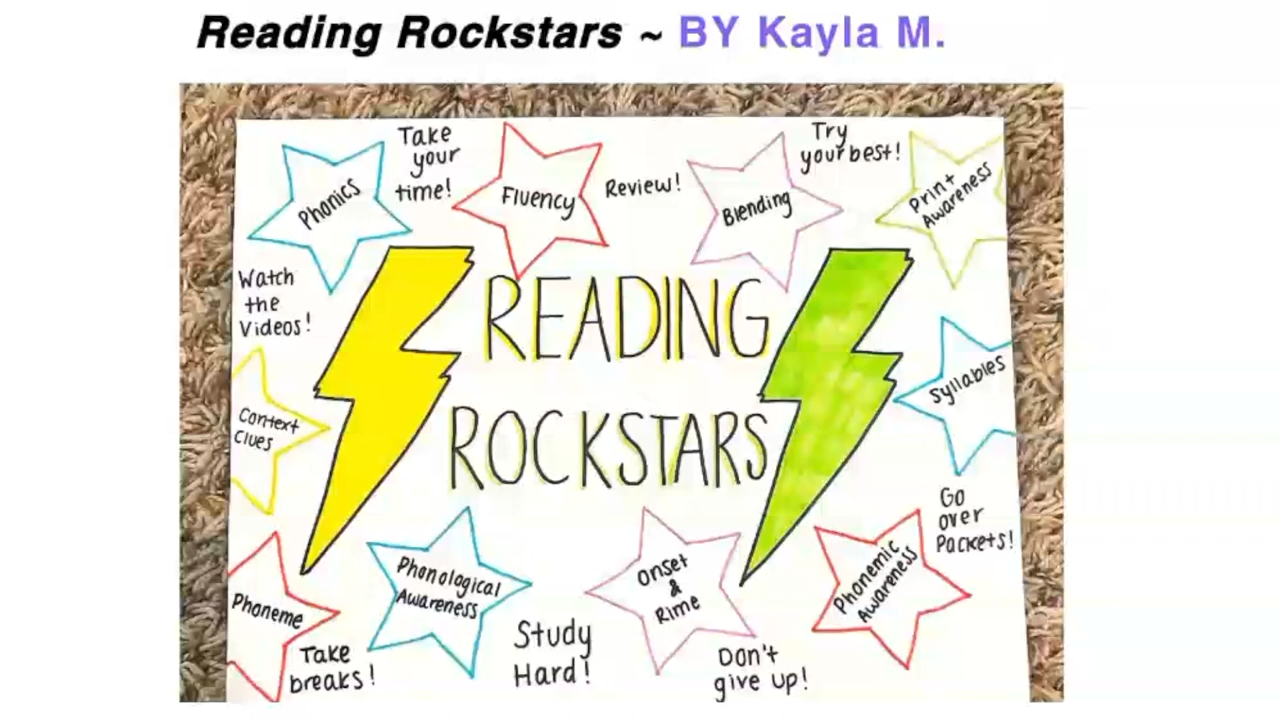 Reading Rockstars ~ BY Kayla M.
Phonics
Take
your
time!
Fluency
Review!
Blending
Try
your best!
Print
Awareness
Watch
the
Videos!
READING
ROCKSTARS
Context
Clues
Syllables
Go
over
Packets!
Phoneme
Take
breaks!
Phonological
Awareness
Study
Hard!
Onset
&
Rime
Don't
give up!
Phonemic
Awareness